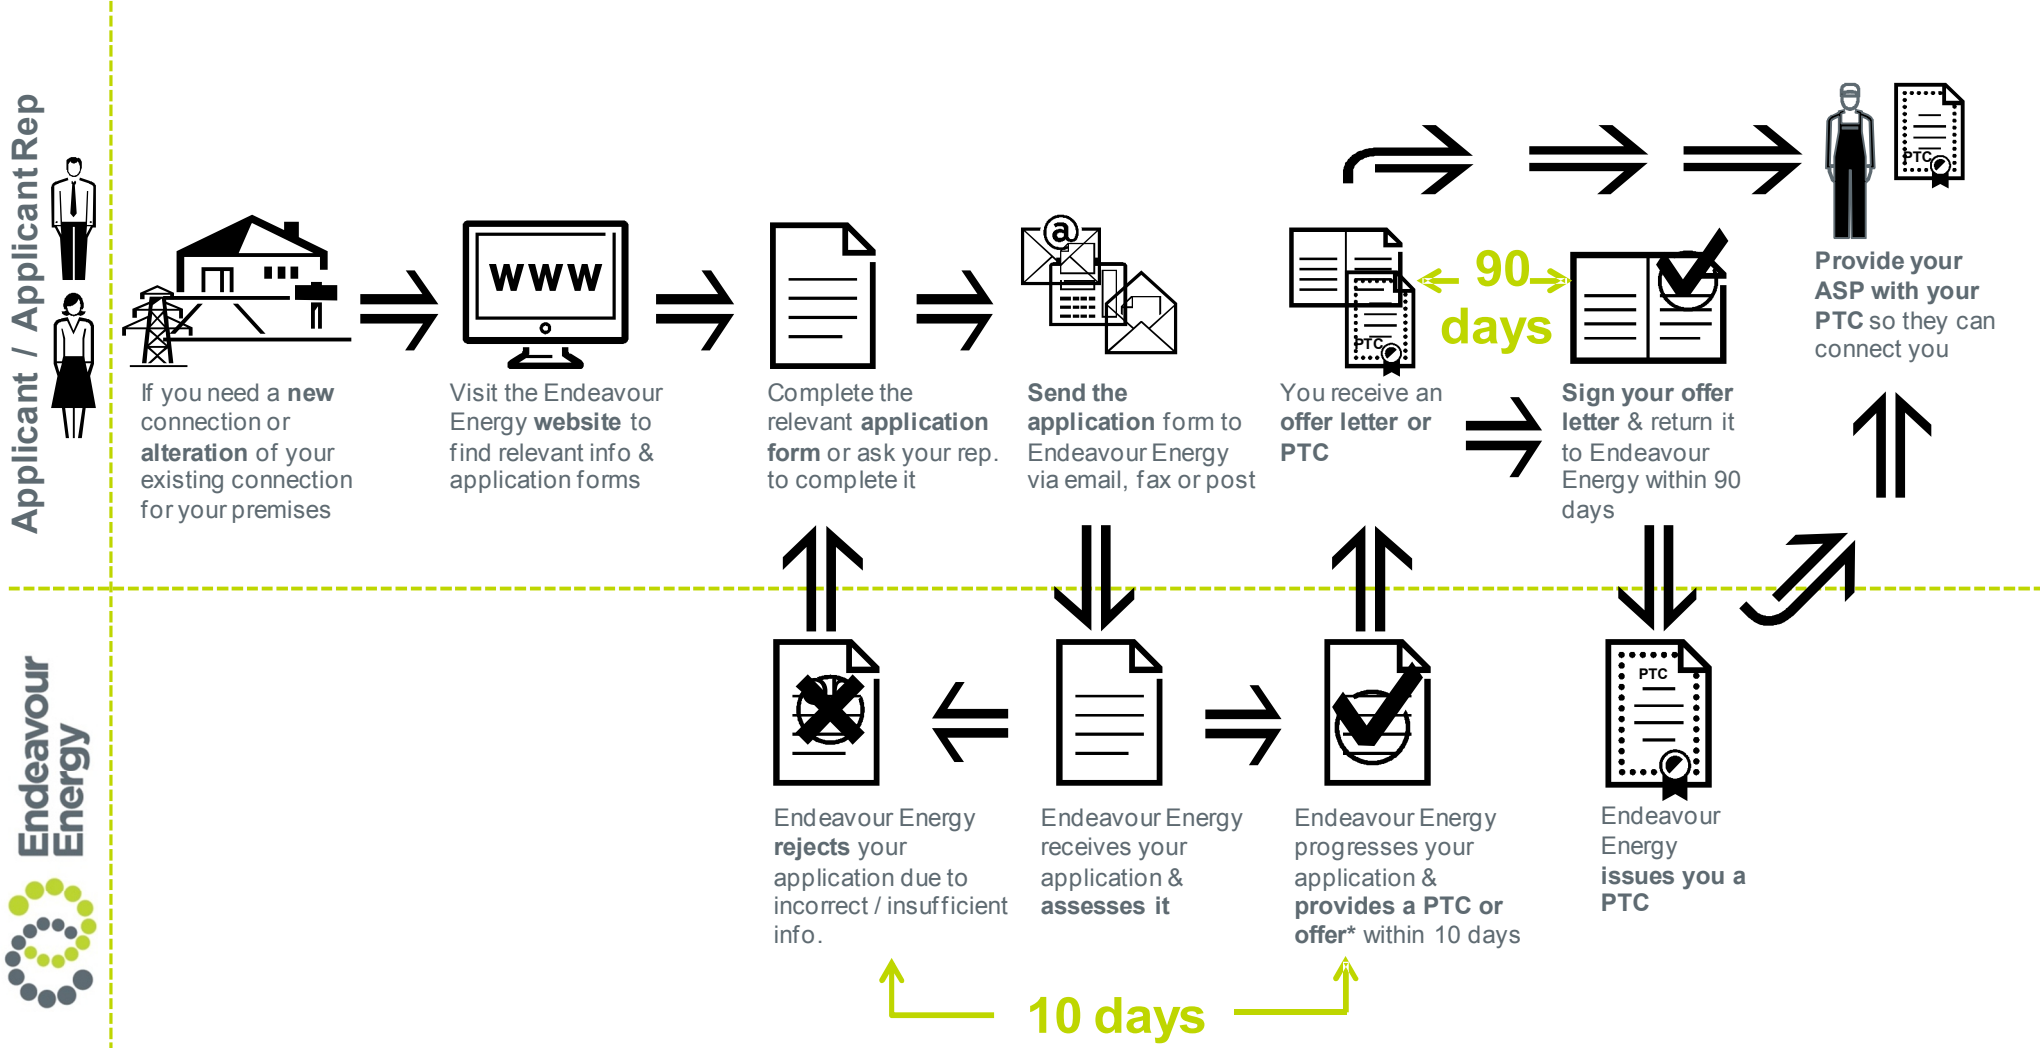 Applicant / Applicant Rep
WWW
@
PTC
90
days
PTC
If you need a new
connection or
alteration of your
existing connection
for your premises
Visit the Endeavour
Energy website to
find relevant info &
application forms
Complete the
relevant application
form or ask your rep.
to complete it
Send the
application form to
Endeavour Energy
via email, fax or post
You receive an
offer letter or
PTC
Sign your offer
letter & return it
to Endeavour
Energy within 90
days
Provide your
ASP with your
PTC so they can
connect you
Endeavour
Energy
PTC
Endeavour Energy
rejects your
application due to
incorrect / insufficient
info.
Endeavour Energy
receives your
application &
assesses it
Endeavour Energy
progresses your
application &
provides a PTC or
offer* within 10 days
Endeavour
Energy
issues you a
PTC
10 days